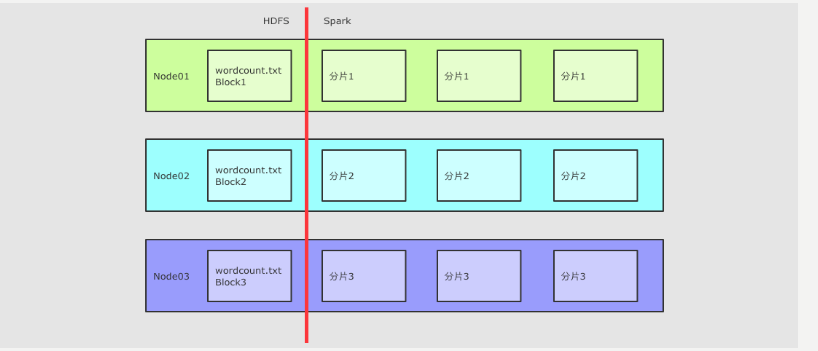 HDFS Spark
Node01
wordcount.txt
Block1
分片1
分片1
分片1
Node02
wordcount.txt
Block2
分片2
分片2
分片2
Node03
wordcount.txt
Block3
分片3
分片3
分片3